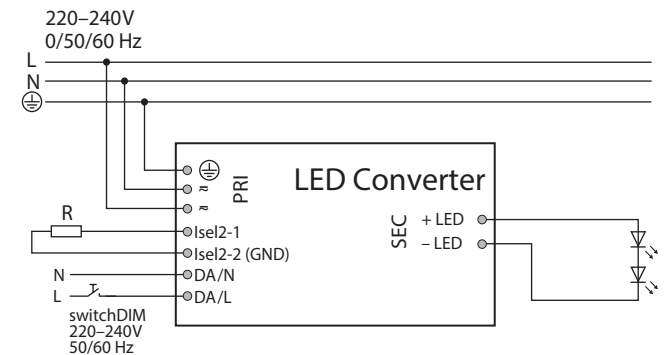 220–240V
0/50/60 Hz
L
N
LED Converter
PRI
≂
≂
SEC
+ LED
– LED
R
Isel2-1
Isel2-2 (GND)
N
DA/N
L
DA/L
switchDIM
220–240V
50/60 Hz